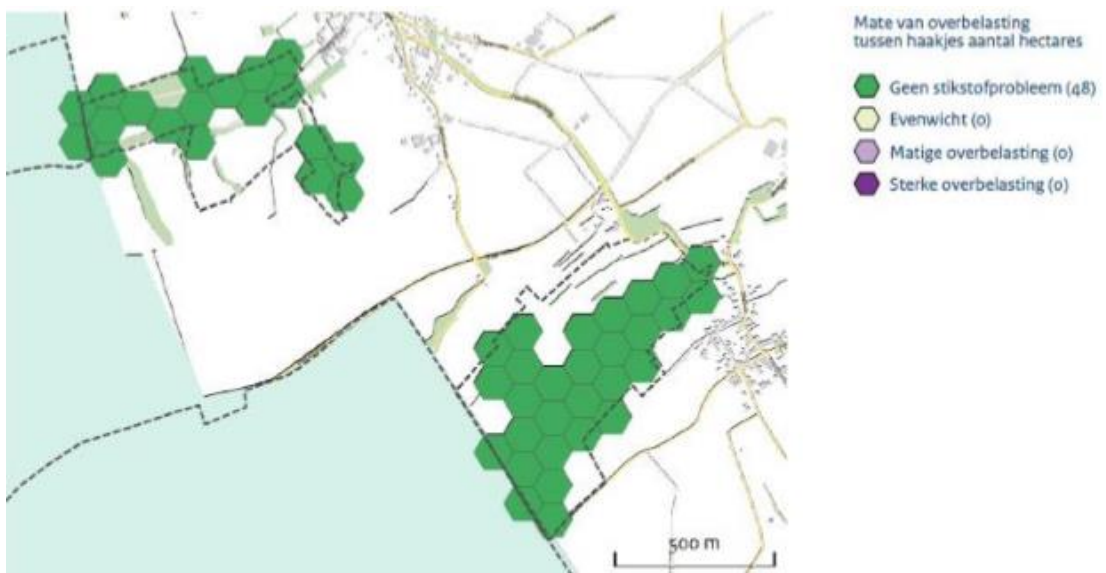 Mate van overbelasting
tussen haakjes aantal hectares
Geen stikstofprobleem (48)
Evenwicht (0)
Matige overbelasting (0)
Sterke overbelasting (0)
500 m